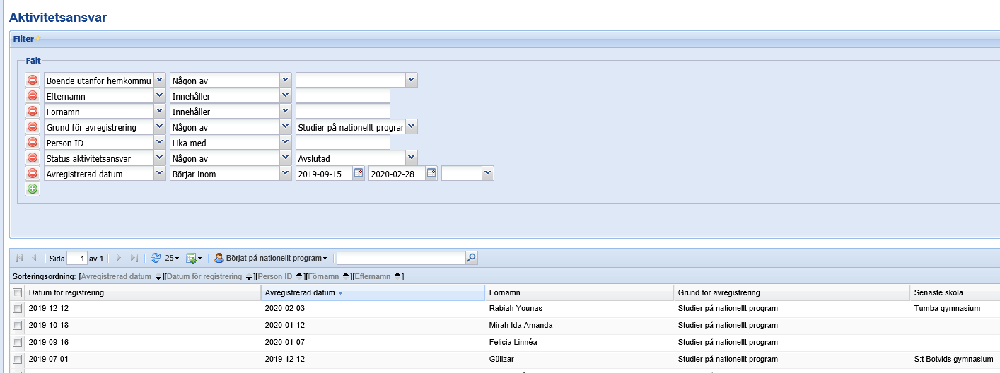 Aktivitetsansvar
Filter
Fält
Boende utanför hemkommu Någon av
Efternamn Innehåller
Förnamn Innehåller
Grund för avregistrering Någon av Studier på nationellt prograr
Person ID Lika med
Status aktivitetsansvar Någon av Avslutad
Avregistrerad datum Börjar inom 2019-09-15 2020-02-28
Sida 1 av 1 25 Börjat på nationellt program
Sorteringsordning: [Avregistrerad datum ][Datum för registrering ][Person ID ][Förnamn ][Efternamn ]
Datum för registrering Avregistrerad datum Förnamn Grund för avregistrering Senaste skola
2019-12-12 2020-02-03 Rabiah Younas Studier på nationellt program Tumba gymnasium
2019-10-18 2020-01-12 Mirah Ida Amanda Studier på nationellt program
2019-09-16 2020-01-07 Felicia Linnéa Studier på nationellt program
2019-07-01 2019-12-12 Gülizar Studier på nationellt program S:t Botvids gymnasium